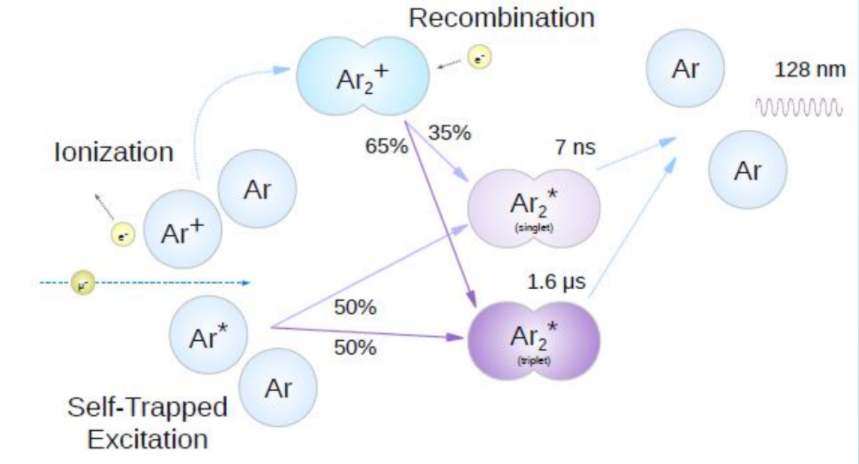 Recombination
Ar₂⁺
e⁻
Ar
128 nm
65%
35%
7 ns
Ionization
Ar
Ar⁺
e⁻
Ar₂*
(singlet)
Ar
μ⁻
1.6 μs
50%
50%
Ar*
Ar₂*
(triplet)
Ar
Self-Trapped
Excitation